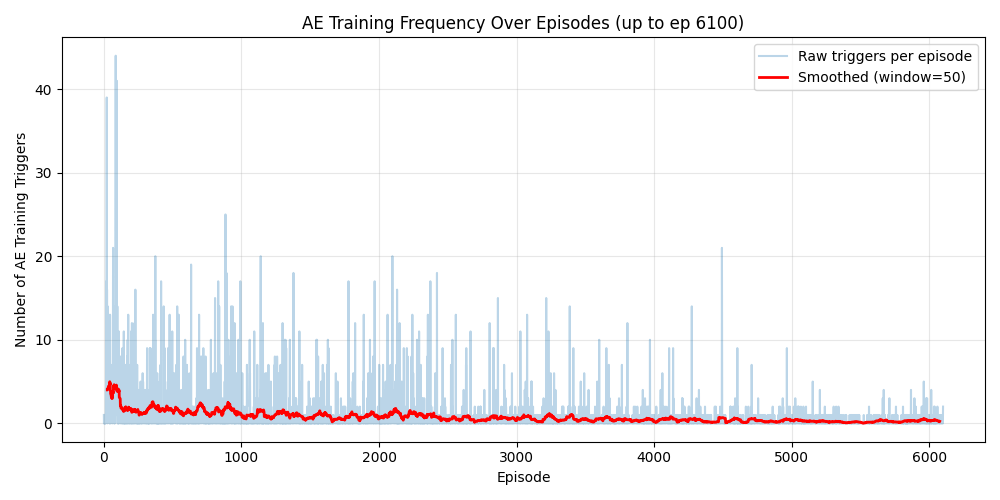 AE Training Frequency Over Episodes (up to ep 6100)
Raw triggers per episode
Smoothed (window=50)
Number of AE Training Triggers
40
30
20
10
0
0 1000 2000 3000 4000 5000 6000
Episode